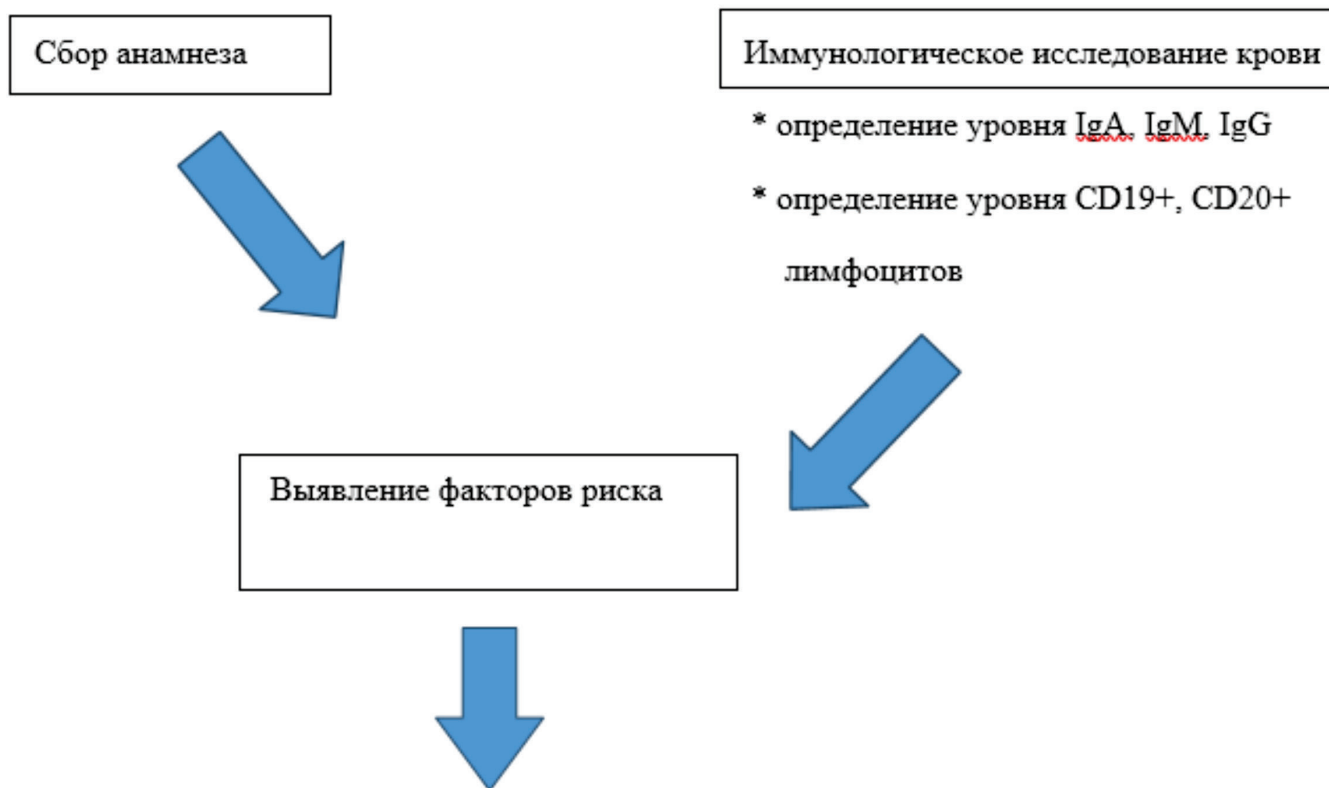 Сбор анамнеза
Иммунологическое исследование крови
* определение уровня IgA, IgM, IgG
* определение уровня CD19+, CD20+
лимфоцитов
Выявление факторов риска